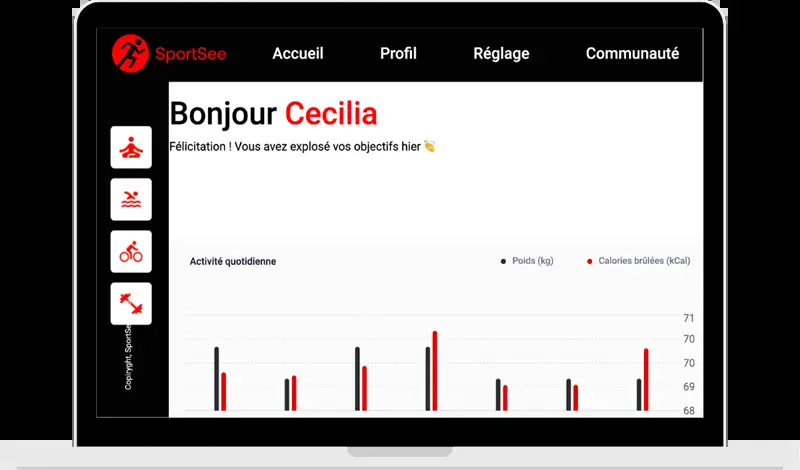 SportSee
Accueil Profil Réglage Communauté
Bonjour Cecilia
Félicitation ! Vous avez explosé vos objectifs hier 👏
Activité quotidienne
Poids (kg) Calories brûlées (kCal)
71
70
70
69
68
Copiryght, SportSee